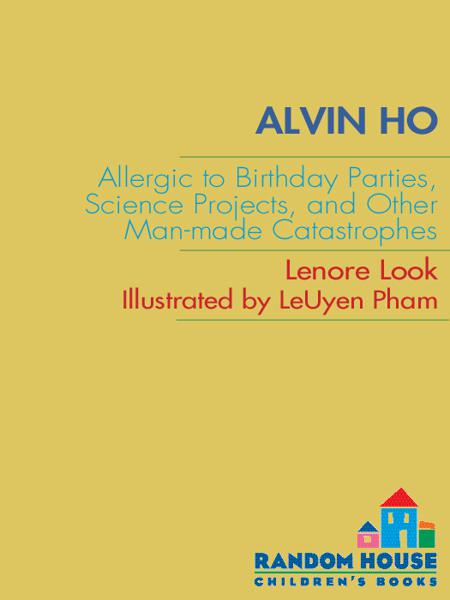 ALVIN HO
Allergic to Birthday Parties,
Science Projects, and Other
Man-made Catastrophes
Lenore Look
Illustrated by LeUyen Pham
RANDOM HOUSE
CHILDREN'S BOOKS